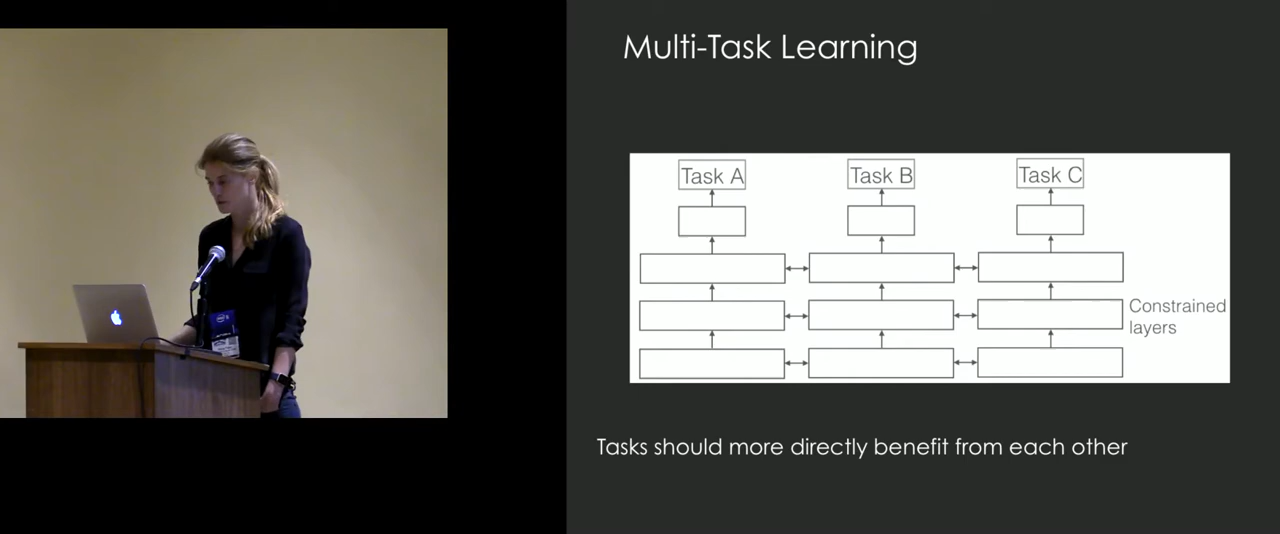 Multi-Task Learning
Task A
Task B
Task C
Constrained
layers
Tasks should more directly benefit from each other